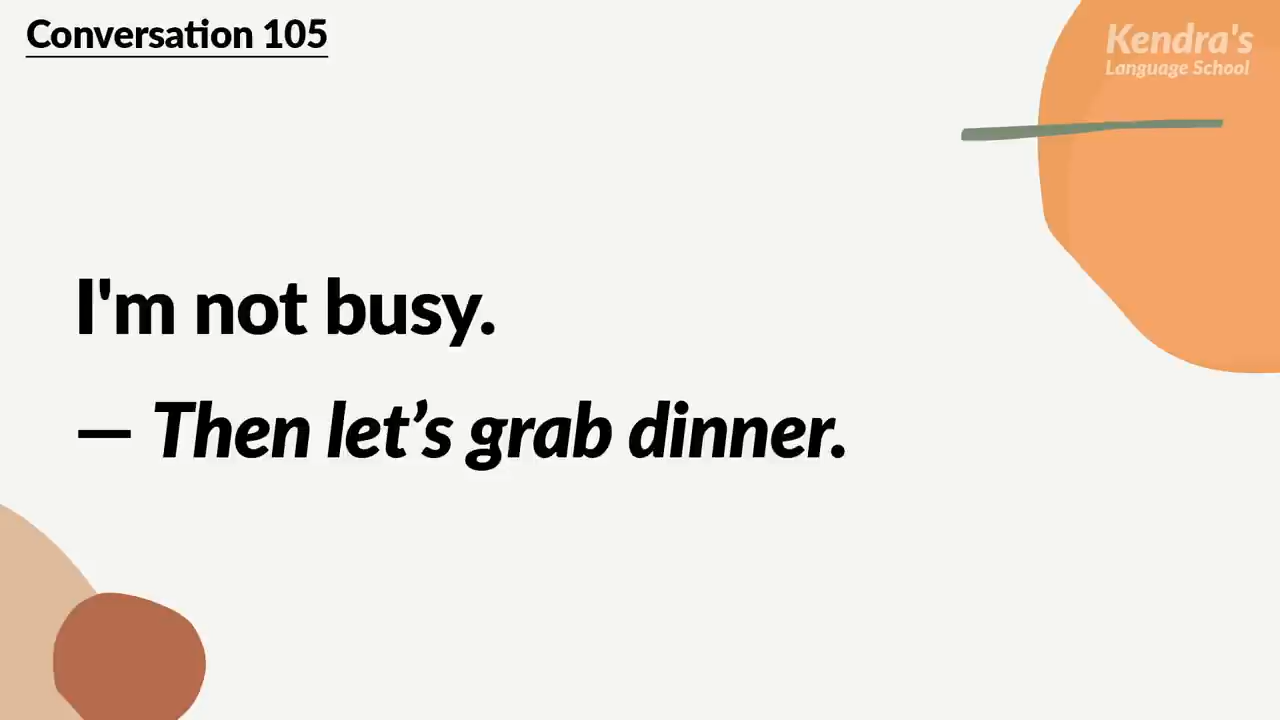 Conversation 105
Kendra's
Language School
I'm not busy.
— Then let’s grab dinner.